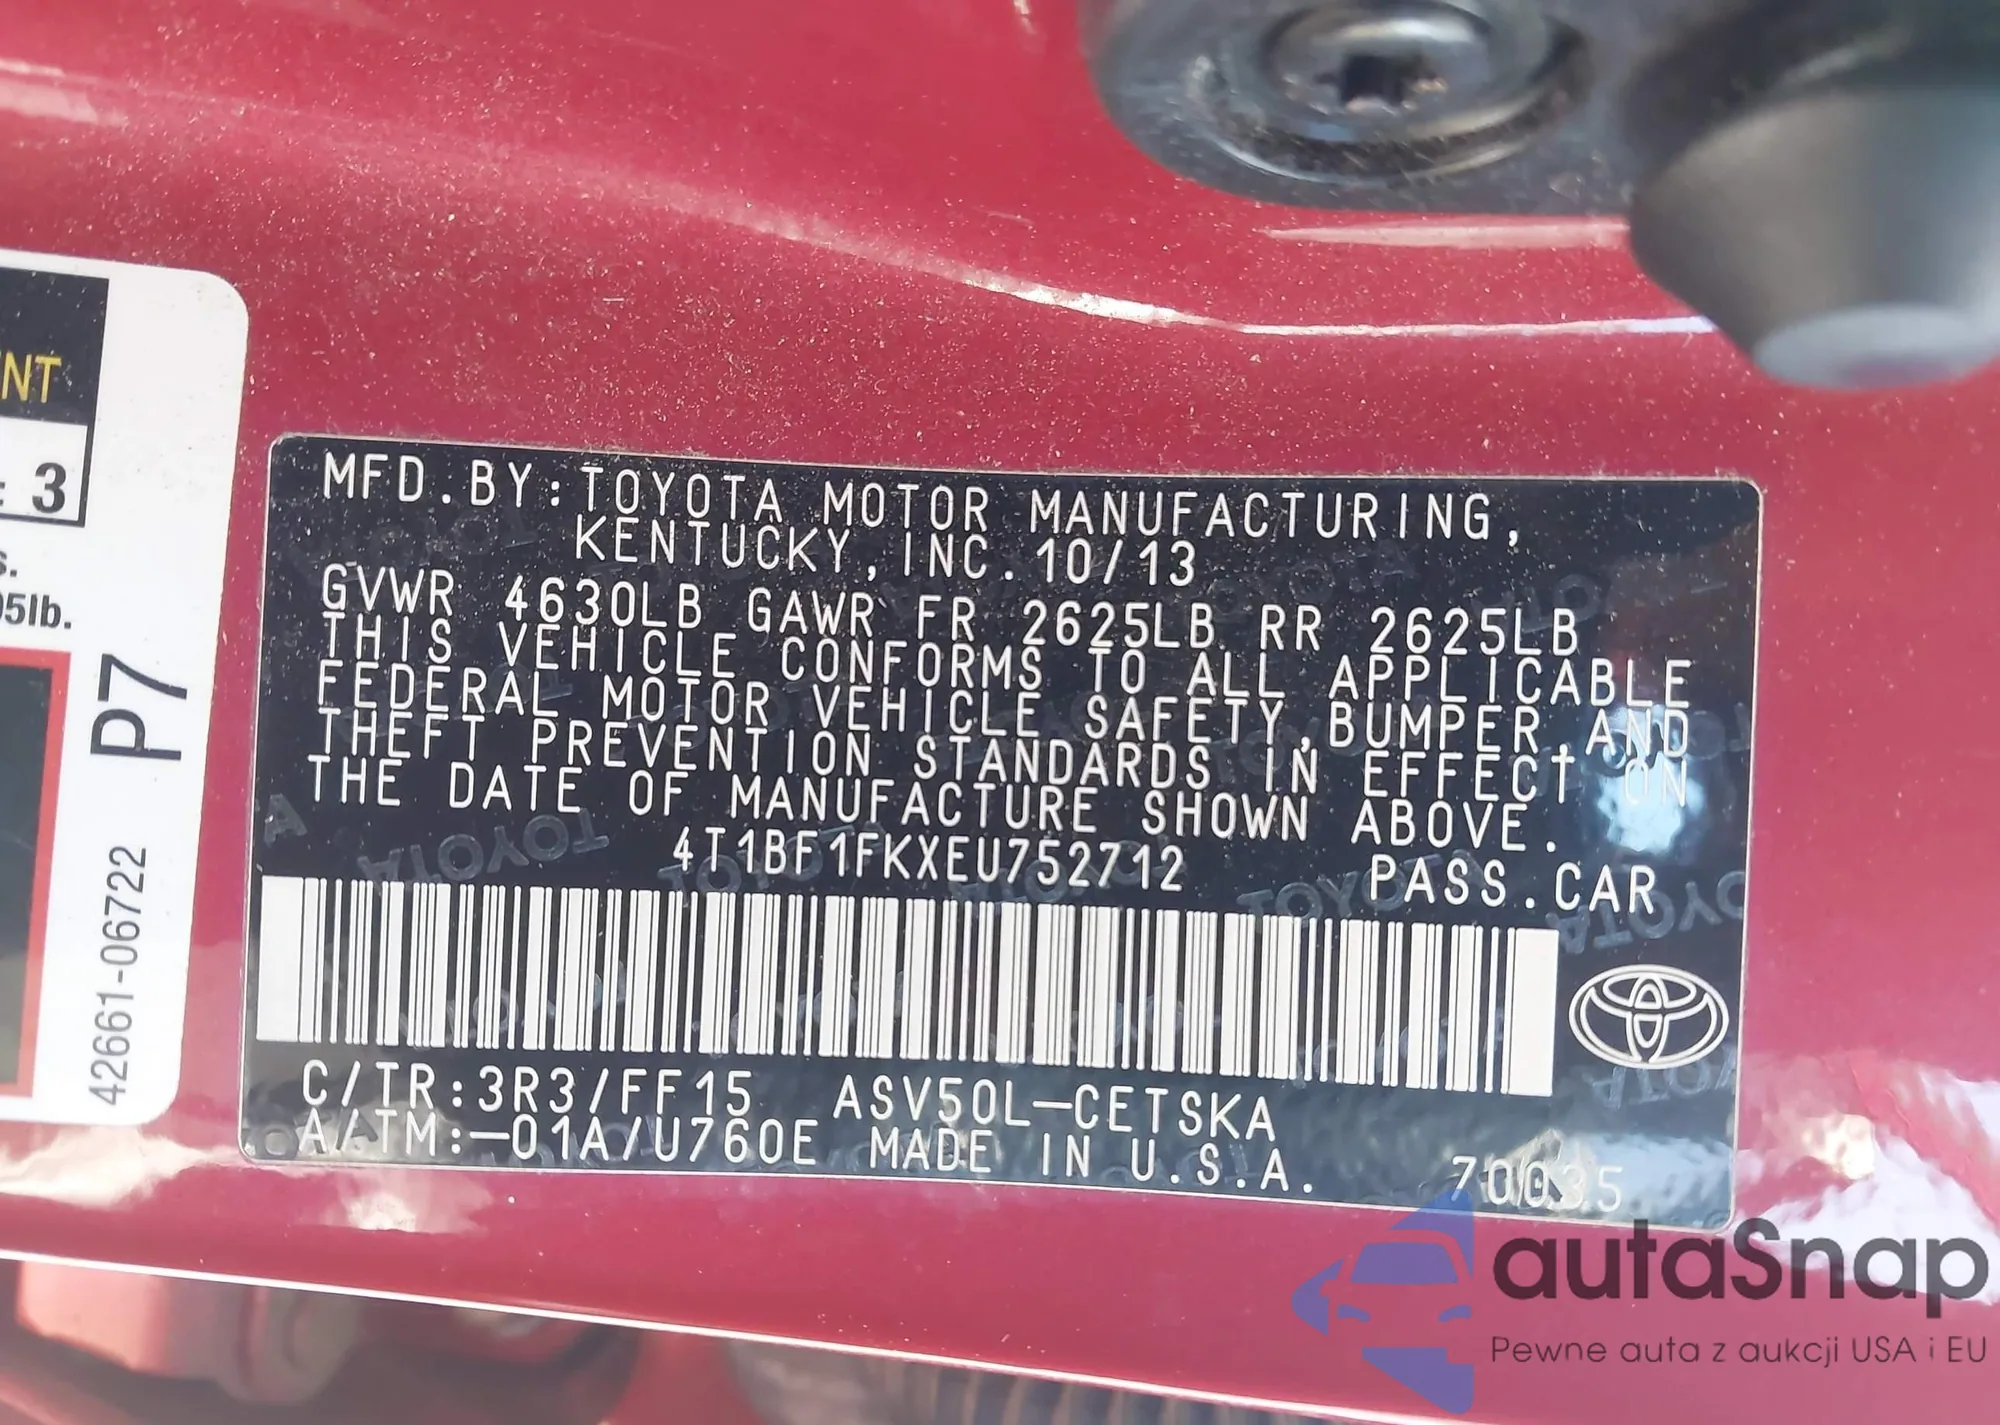 NT
: 3
s.
05lb.
P7
42661-06722
MFD.BY:TOYOTA MOTOR MANUFACTURING,
KENTUCKY,INC.10/13
GVWR 4630LB GAWR FR 2625LB RR 2625LB
THIS VEHICLE CONFORMS TO ALL APPLICABLE
FEDERAL MOTOR VEHICLE SAFETY,BUMPER,AND
THEFT PREVENTION STANDARDS IN EFFECT ON
THE DATE OF MANUFACTURE SHOWN ABOVE.
4T1BF1FKXEU752712 PASS.CAR
C/TR:3R3/FF15 ASV50L-CETSKA
A/TM:-01A/U760E MADE IN U.S.A.
70035
autaSnap
Pewne auta z aukcji USA i EU